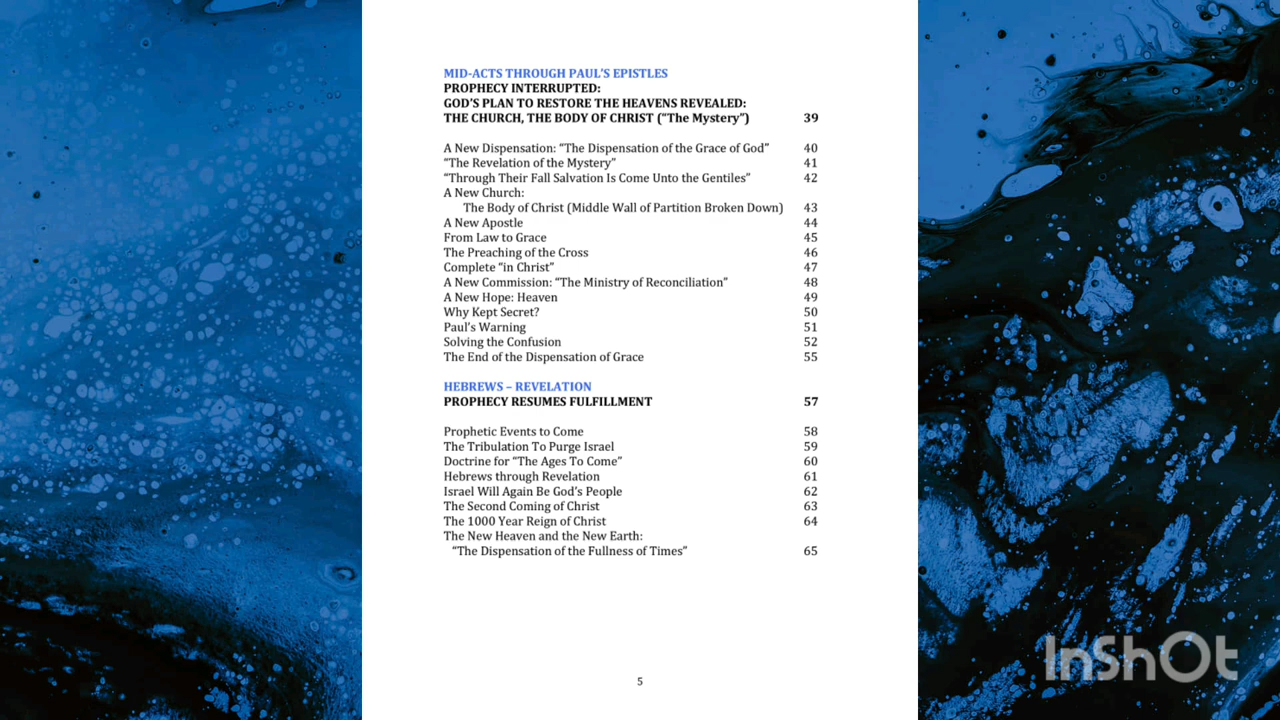 MID-ACTS THROUGH PAUL’S EPISTLES
PROPHECY INTERRUPTED:
GOD’S PLAN TO RESTORE THE HEAVENS REVEALED:
THE CHURCH, THE BODY OF CHRIST (“The Mystery”) 39
A New Dispensation: “The Dispensation of the Grace of God” 40
“The Revelation of the Mystery” 41
“Through Their Fall Salvation Is Come Unto the Gentiles” 42
A New Church:
The Body of Christ (Middle Wall of Partition Broken Down) 43
A New Apostle 44
From Law to Grace 45
The Preaching of the Cross 46
Complete “in Christ” 47
A New Commission: “The Ministry of Reconciliation” 48
A New Hope: Heaven 49
Why Kept Secret? 50
Paul’s Warning 51
Solving the Confusion 52
The End of the Dispensation of Grace 55
HEBREWS – REVELATION
PROPHECY RESUMES FULFILLMENT 57
Prophetic Events to Come 58
The Tribulation To Purge Israel 59
Doctrine for “The Ages To Come” 60
Hebrews through Revelation 61
Israel Will Again Be God’s People 62
The Second Coming of Christ 63
The 1000 Year Reign of Christ 64
The New Heaven and the New Earth:
“The Dispensation of the Fullness of Times” 65
5
InShOt